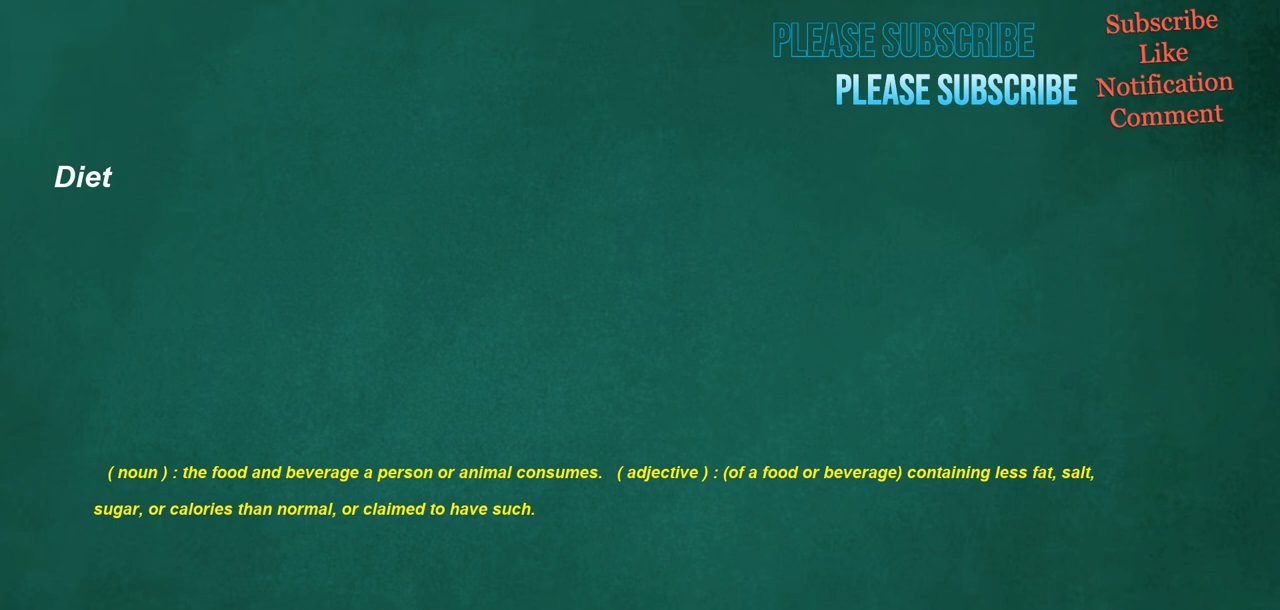 PLEASE SUBSCRIBE
PLEASE SUBSCRIBE
Subscribe
Like
Notification
Comment
Diet
( noun ) : the food and beverage a person or animal consumes. ( adjective ) : (of a food or beverage) containing less fat, salt,
sugar, or calories than normal, or claimed to have such.